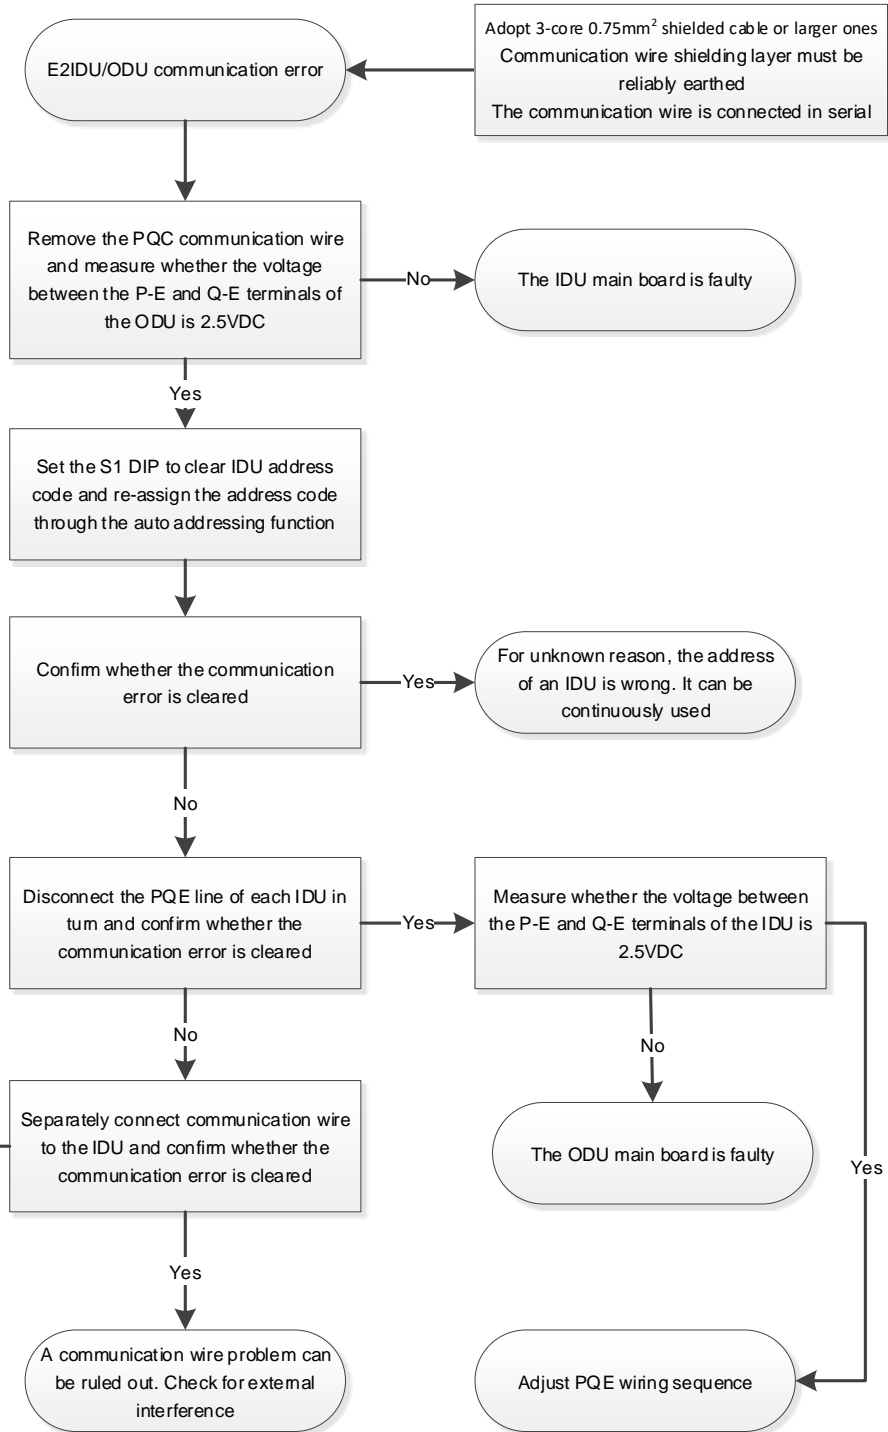 Adopt 3-core 0.75mm² shielded cable or larger ones
Communication wire shielding layer must be
reliably earthed
The communication wire is connected in serial
E2IDU/ODU communication error
Remove the PQC communication wire
and measure whether the voltage
between the P-E and Q-E terminals of
the ODU is 2.5VDC
No
The IDU main board is faulty
Yes
Set the S1 DIP to clear IDU address
code and re-assign the address code
through the auto addressing function
Confirm whether the communication
error is cleared
Yes
For unknown reason, the address
of an IDU is wrong. It can be
continuously used
No
Disconnect the PQE line of each IDU in
turn and confirm whether the
communication error is cleared
Yes
Measure whether the voltage between
the P-E and Q-E terminals of the IDU is
2.5VDC
No
No
Separately connect communication wire
to the IDU and confirm whether the
communication error is cleared
The ODU main board is faulty
Yes
Yes
A communication wire problem can
be ruled out. Check for external
interference
Adjust PQE wiring sequence